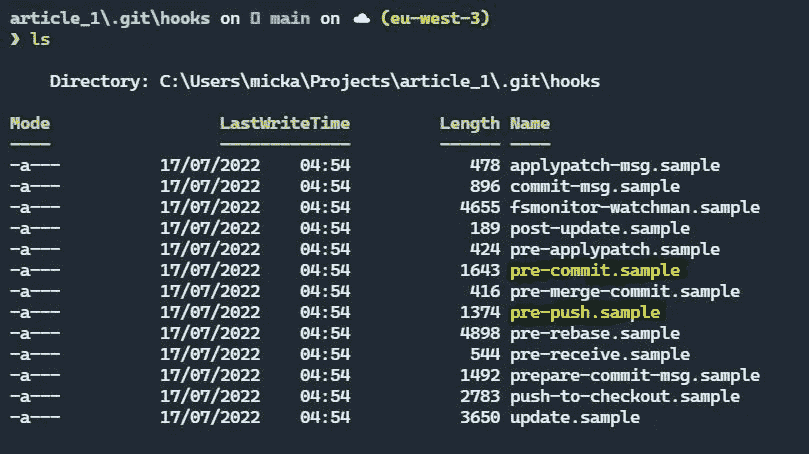 article_1\.git\hooks on main on ☁ (eu-west-3)
❯ ls
Directory: C:\Users\micka\Projects\article_1\.git\hooks
Mode LastWriteTime Length Name
---- ------------- ------ ----
-a--- 17/07/2022 04:54 478 applypatch-msg.sample
-a--- 17/07/2022 04:54 896 commit-msg.sample
-a--- 17/07/2022 04:54 4655 fsmonitor-watchman.sample
-a--- 17/07/2022 04:54 189 post-update.sample
-a--- 17/07/2022 04:54 424 pre-applypatch.sample
-a--- 17/07/2022 04:54 1643 pre-commit.sample
-a--- 17/07/2022 04:54 416 pre-merge-commit.sample
-a--- 17/07/2022 04:54 1374 pre-push.sample
-a--- 17/07/2022 04:54 4898 pre-rebase.sample
-a--- 17/07/2022 04:54 544 pre-receive.sample
-a--- 17/07/2022 04:54 1492 prepare-commit-msg.sample
-a--- 17/07/2022 04:54 2783 push-to-checkout.sample
-a--- 17/07/2022 04:54 3650 update.sample